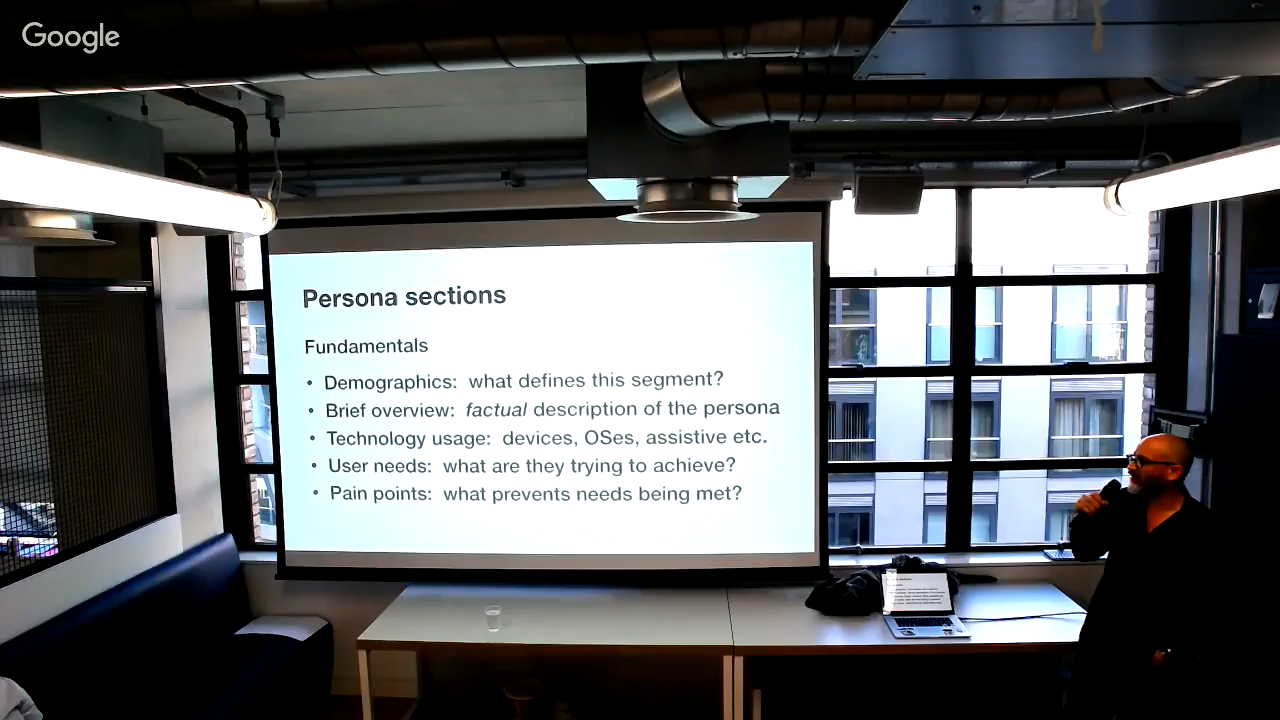 Google
Persona sections
Fundamentals
• Demographics: what defines this segment?
• Brief overview: factual description of the persona
• Technology usage: devices, OSes, assistive etc.
• User needs: what are they trying to achieve?
• Pain points: what prevents needs being met?